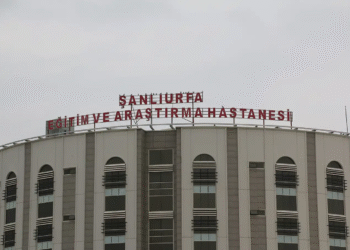 ŞANLIURFA
EĞİTİM VE ARAŞTIRMA HASTANESİ